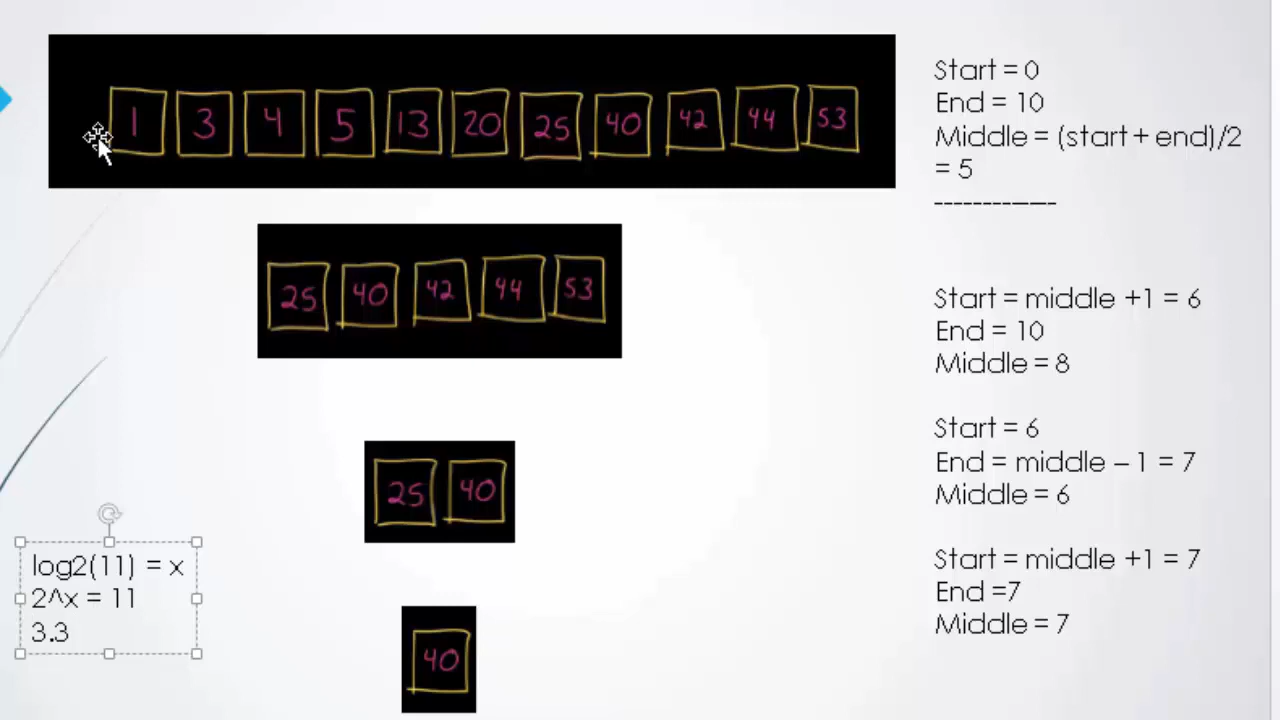 1 3 4 5 13 20 25 40 42 44 53
Start = 0
End = 10
Middle = (start + end)/2
= 5
---------------
25 40 42 44 53
Start = middle +1 = 6
End = 10
Middle = 8
25 40
Start = 6
End = middle – 1 = 7
Middle = 6
log2(11) = x
2^x = 11
3.3
40
Start = middle +1 = 7
End =7
Middle = 7